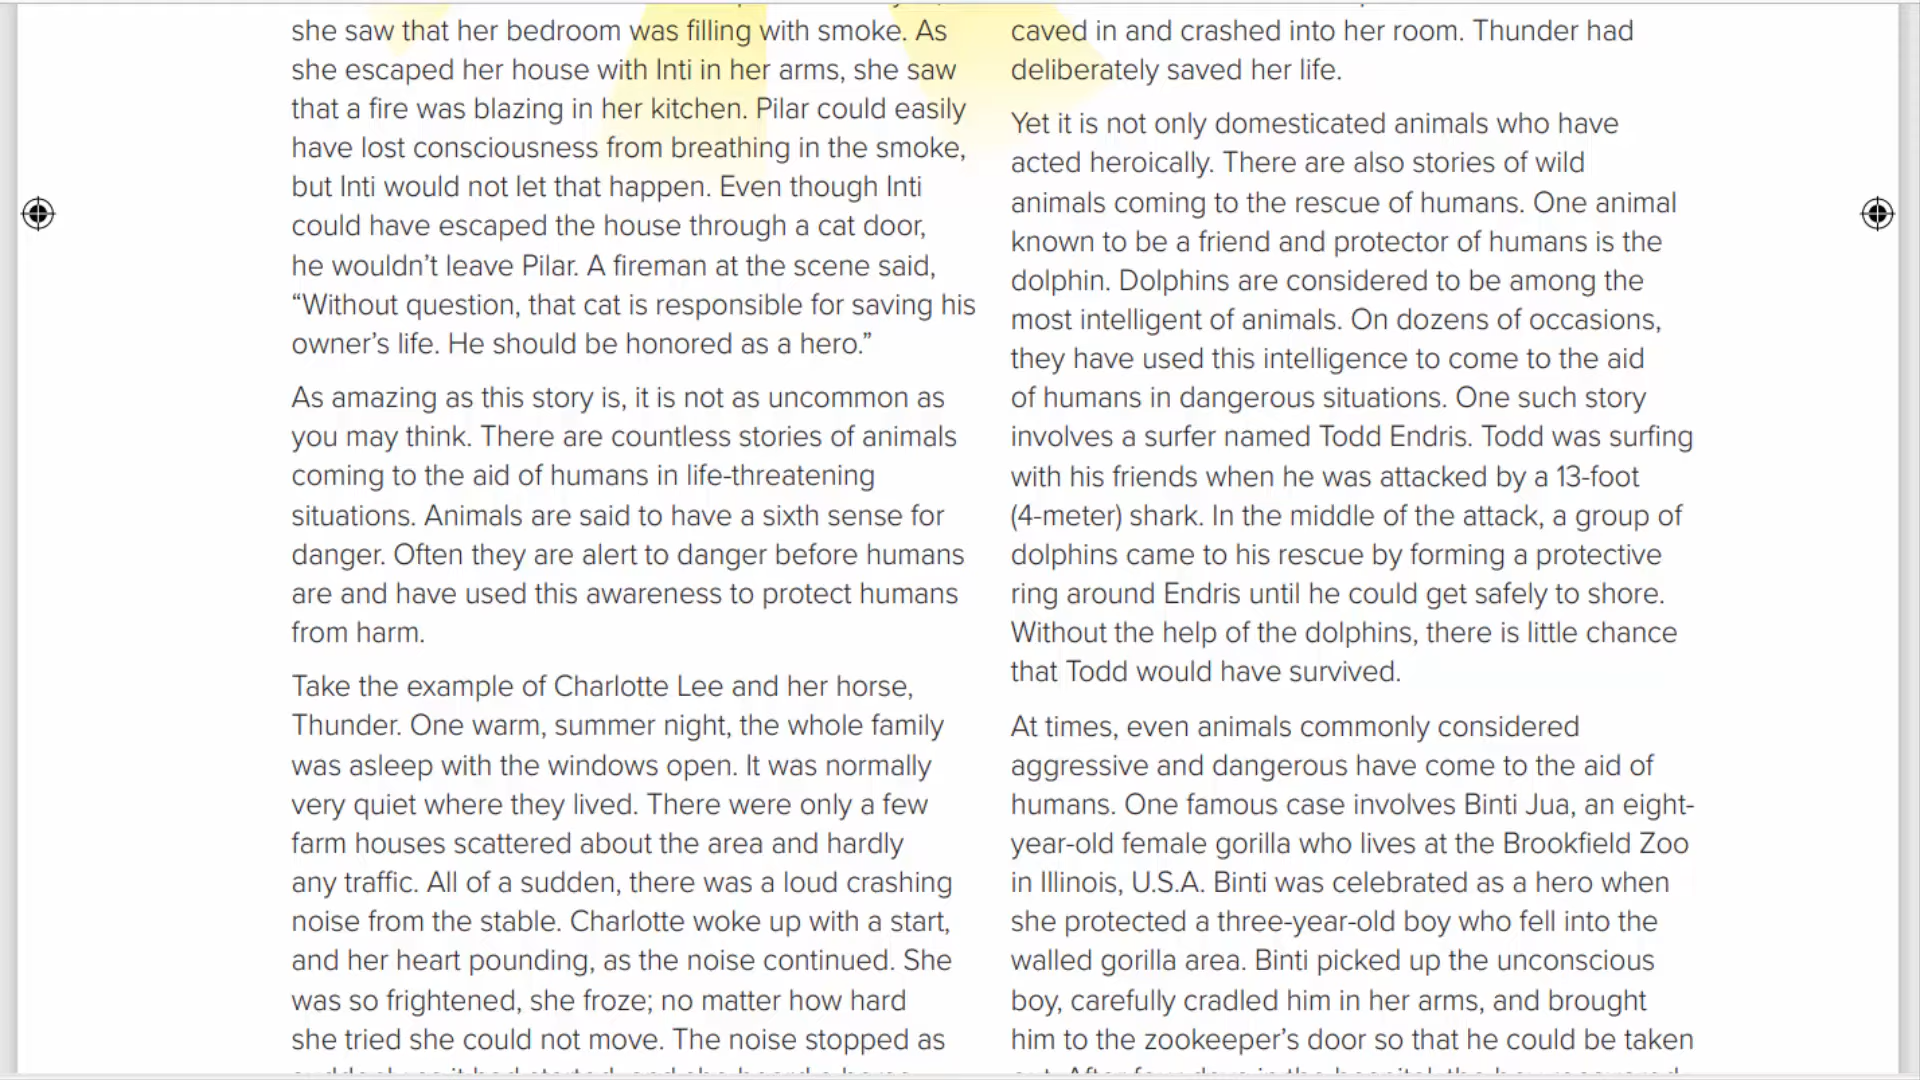 she saw that her bedroom was filling with smoke. As
she escaped her house with Inti in her arms, she saw
that a fire was blazing in her kitchen. Pilar could easily
have lost consciousness from breathing in the smoke,
but Inti would not let that happen. Even though Inti
could have escaped the house through a cat door,
he wouldn’t leave Pilar. A fireman at the scene said,
“Without question, that cat is responsible for saving his
owner’s life. He should be honored as a hero.”
As amazing as this story is, it is not as uncommon as
you may think. There are countless stories of animals
coming to the aid of humans in life-threatening
situations. Animals are said to have a sixth sense for
danger. Often they are alert to danger before humans
are and have used this awareness to protect humans
from harm.
Take the example of Charlotte Lee and her horse,
Thunder. One warm, summer night, the whole family
was asleep with the windows open. It was normally
very quiet where they lived. There were only a few
farm houses scattered about the area and hardly
any traffic. All of a sudden, there was a loud crashing
noise from the stable. Charlotte woke up with a start,
and her heart pounding, as the noise continued. She
was so frightened, she froze; no matter how hard
she tried she could not move. The noise stopped as
caved in and crashed into her room. Thunder had
deliberately saved her life.
Yet it is not only domesticated animals who have
acted heroically. There are also stories of wild
animals coming to the rescue of humans. One animal
known to be a friend and protector of humans is the
dolphin. Dolphins are considered to be among the
most intelligent of animals. On dozens of occasions,
they have used this intelligence to come to the aid
of humans in dangerous situations. One such story
involves a surfer named Todd Endris. Todd was surfing
with his friends when he was attacked by a 13-foot
(4-meter) shark. In the middle of the attack, a group of
dolphins came to his rescue by forming a protective
ring around Endris until he could get safely to shore.
Without the help of the dolphins, there is little chance
that Todd would have survived.
At times, even animals commonly considered
aggressive and dangerous have come to the aid of
humans. One famous case involves Binti Jua, an eight-
year-old female gorilla who lives at the Brookfield Zoo
in Illinois, U.S.A. Binti was celebrated as a hero when
she protected a three-year-old boy who fell into the
walled gorilla area. Binti picked up the unconscious
boy, carefully cradled him in her arms, and brought
him to the zookeeper’s door so that he could be taken